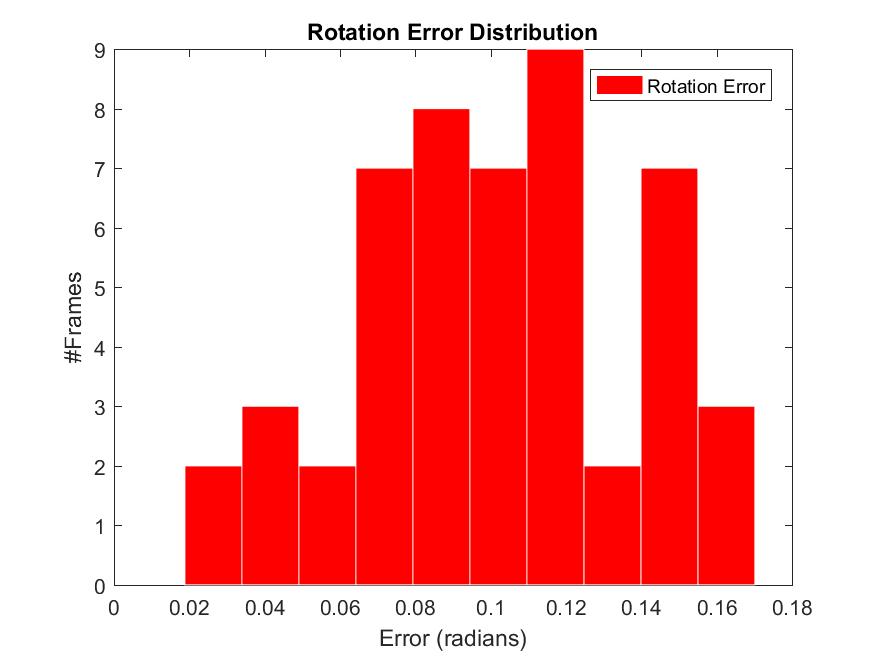 Rotation Error Distribution
9
8
7
6
5
4
3
2
1
0
#Frames
Rotation Error
0 0.02 0.04 0.06 0.08 0.1 0.12 0.14 0.16 0.18
Error (radians)